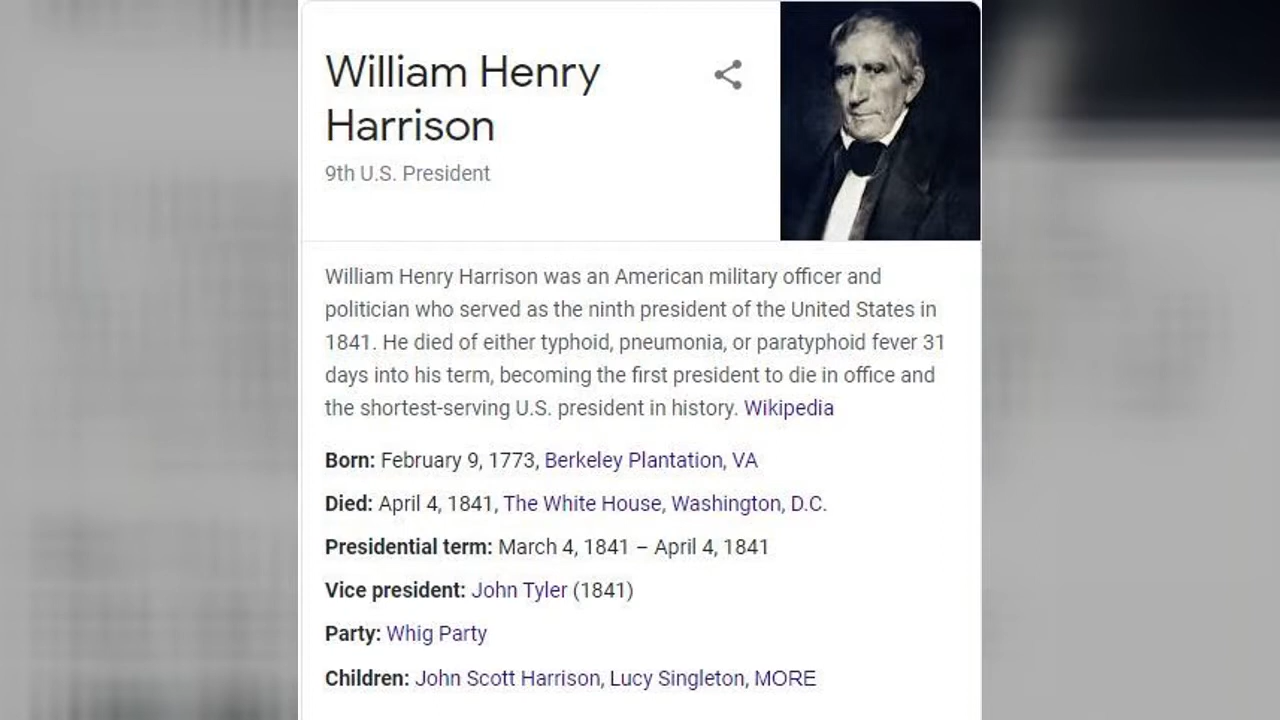 William Henry
Harrison
9th U.S. President
William Henry Harrison was an American military officer and
politician who served as the ninth president of the United States in
1841. He died of either typhoid, pneumonia, or paratyphoid fever 31
days into his term, becoming the first president to die in office and
the shortest-serving U.S. president in history. Wikipedia
Born: February 9, 1773, Berkeley Plantation, VA
Died: April 4, 1841, The White House, Washington, D.C.
Presidential term: March 4, 1841 – April 4, 1841
Vice president: John Tyler (1841)
Party: Whig Party
Children: John Scott Harrison, Lucy Singleton, MORE